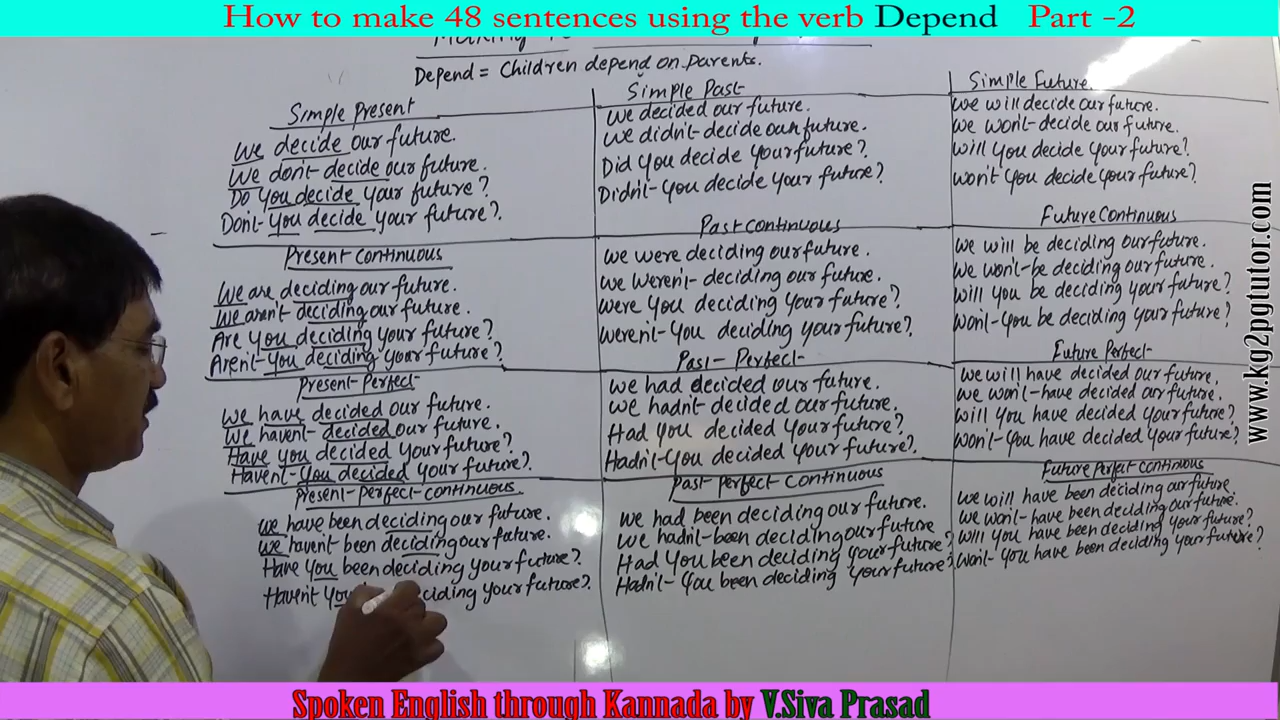 How to make 48 sentences using the verb Depend Part -2
Depend = Children depend on parents.
Simple Present
We decide our future.
We don't decide our future.
Do you decide your future?
Don't you decide your future?
Present continuous
We are deciding our future.
We aren't deciding our future.
Are you deciding your future?
Aren't you deciding your future?
Present-Perfect
We have decided our future.
We haven't decided our future.
Have you decided your future?
Haven't you decided your future?
Present-Perfect-continuous
We have been deciding our future.
We haven't been deciding our future.
Have you been deciding your future?
Haven't you ciding your future?
Simple Past
We decided our future.
We didn't decide our future.
Did you decide your future?
Didn't you decide your future?
Past continuous
We were deciding our future.
We weren't deciding our future.
Were you deciding your future?
Weren't you deciding your future?
Past-Perfect
We had decided our future.
We hadn't decided our future.
Had you decided your future?
Hadn't you decided your future?
Past perfect continuous
We had been deciding our future.
We hadn't been deciding our future
Had you been deciding your future?
Hadn't you been deciding your future?
Simple Future
We will decide our future.
We won't decide our future.
Will you decide your future?
Won't you decide your future?
Future Continuous
We will be deciding our future.
We won't be deciding our future.
Will you be deciding your future?
Won't you be deciding your future?
Future Perfect
We will have decided our future.
We won't have decided our future.
Will you have decided your future?
Won't you have decided your future?
Future Perfect continuous
We will have been deciding our future
We won't have been deciding our future.
Will you have been deciding your future?
Won't you have been deciding your future?
www.kg2pgtutor.com
Spoken English through Kannada by V.Siva Prasad